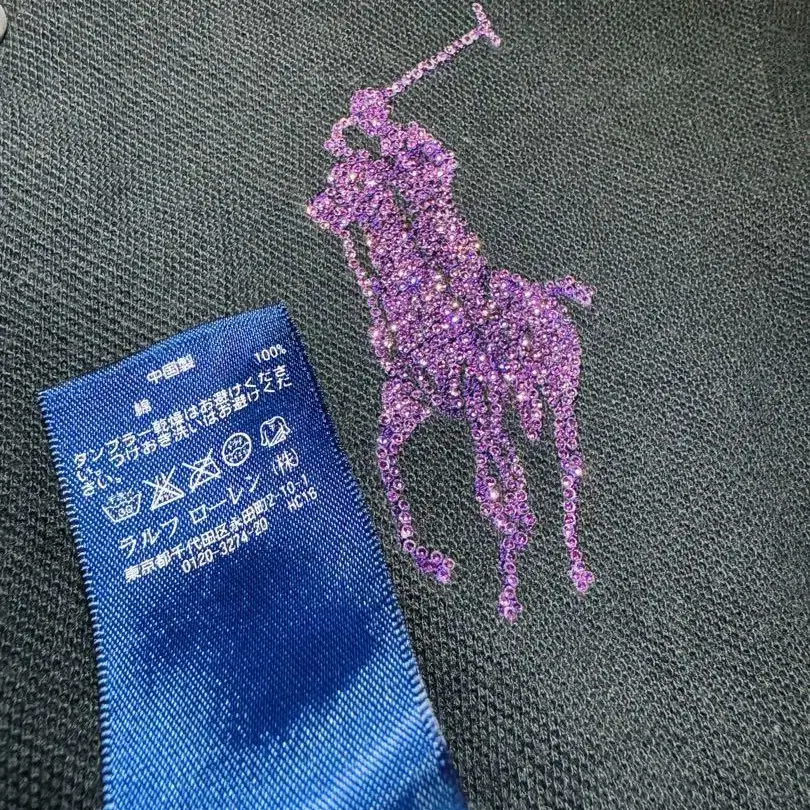 中国製
綿 100%
タンブラー乾燥はお避けくださ
い。つけおき洗いはお避けくだ
さい。
ラルフ ローレン (株)
東京都千代田区永田町2-10-1
0120-3274-20 HC16